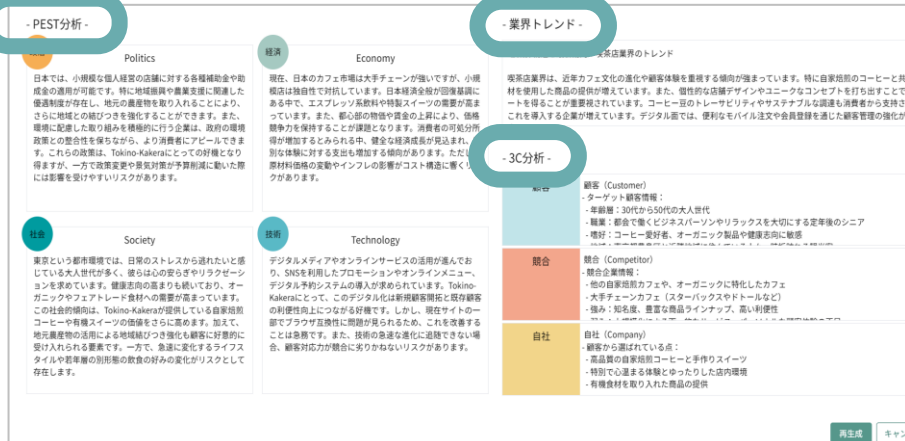 - PEST分析 -
Politics
日本では、小規模な個人経営の店舗に対する各種補助金や助
成金の適用が可能です。特に地域振興や農業支援に関連した
優遇制度が存在し、地元の農産物を取り入れることにより、
さらに地域との結びつきを強化することができます。また、
環境に配慮した取り組みを積極的に行う企業は、政府の環境
政策との整合性を保ちながら、より消費者にアピールできま
す。これらの政策は、Tokino-Kakeraにとっての好機となり
得ますが、一方で政策変更や景気対策が予算削減に動いた際
には影響を受けやすいリスクがあります。
経済
Economy
現在、日本のカフェ市場は大手チェーンが強いですが、小規
模店は独自性で対抗しています。日本経済全般が回復基調に
ある中で、エスプレッソ系飲料や特製スイーツの需要が高ま
っています。また、都心部の物価や賃金の上昇により、価格
競争力を保持することが課題となります。消費者の可処分所
得が増加するとみられる中、健全な経済成長が見込まれ、
別な体験に対する支出も増加する傾向があります。ただし
原材料価格の変動やインフレの影響がコスト構造に響くリ
クがあります。
社会
Society
東京という都市環境では、日常のストレスから逃れたいと感
じている大人世代が多く、彼らは心の安らぎやリラクゼーシ
ョンを求めています。健康志向の高まりも続いており、オー
ガニックやフェアトレード食材への需要が高まっています。
この社会的傾向は、Tokino-Kakeraが提供している自家焙煎
コーヒーや有機スイーツの価値をさらに高めます。加えて、
地元農産物の活用による地域結びつき強化も顧客に好意的に
受け入れられる要素です。一方で、急速に変化するライフス
タイルや若年層の別形態の飲食の好みの変化がリスクとして
存在します。
技術
Technology
デジタルメディアやオンラインサービスの活用が進んでお
り、SNSを利用したプロモーションやオンラインメニュー、
デジタル予約システムの導入が求められています。Tokino-
Kakeraにとって、このデジタル化は新規顧客開拓と既存顧客
の利便性向上につながる好機です。しかし、現在サイトの一
部でブラウザ互換性に問題が見られるため、これを改善する
ことは急務です。また、技術の急速な進化に追随できない場
合、顧客対応力が競合に劣りかねないリスクがあります。
- 業界トレンド -
喫茶店業界のトレンド
喫茶店業界は、近年カフェ文化の進化や顧客体験を重視する傾向が強まっています。特に自家焙煎のコーヒーと共
材を使用した商品の提供が増えています。また、個性的な店舗デザインやユニークなコンセプトを打ち出すことで
ートを得ることが重要視されています。コーヒー豆のトレーサビリティやサステナブルな調達も消費者から支持さ
これを導入する企業が増えています。デジタル面では、便利なモバイル注文や会員登録を通じた顧客管理の強化が
- 3C分析 -
顧客
顧客（Customer）
- ターゲット顧客情報：
- 年齢層：30代から50代の大人世代
- 職業：都会で働くビジネスパーソンやリラックスを大切にする定年後のシニア
- 嗜好：コーヒー愛好者、オーガニック製品や健康志向に敏感
競合
競合（Competitor）
- 競合企業情報：
- 他の自家焙煎カフェや、オーガニックに特化したカフェ
- 大手チェーンカフェ（スターバックスやドトールなど）
- 強み：知名度、豊富な商品ラインナップ、高い利便性
自社
自社（Company）
- 顧客から選ばれている点：
- 高品質の自家焙煎コーヒーと手作りスイーツ
- 特別で心温まる体験とゆったりした店内環境
- 有機食材を取り入れた商品の提供
再生成
キャン